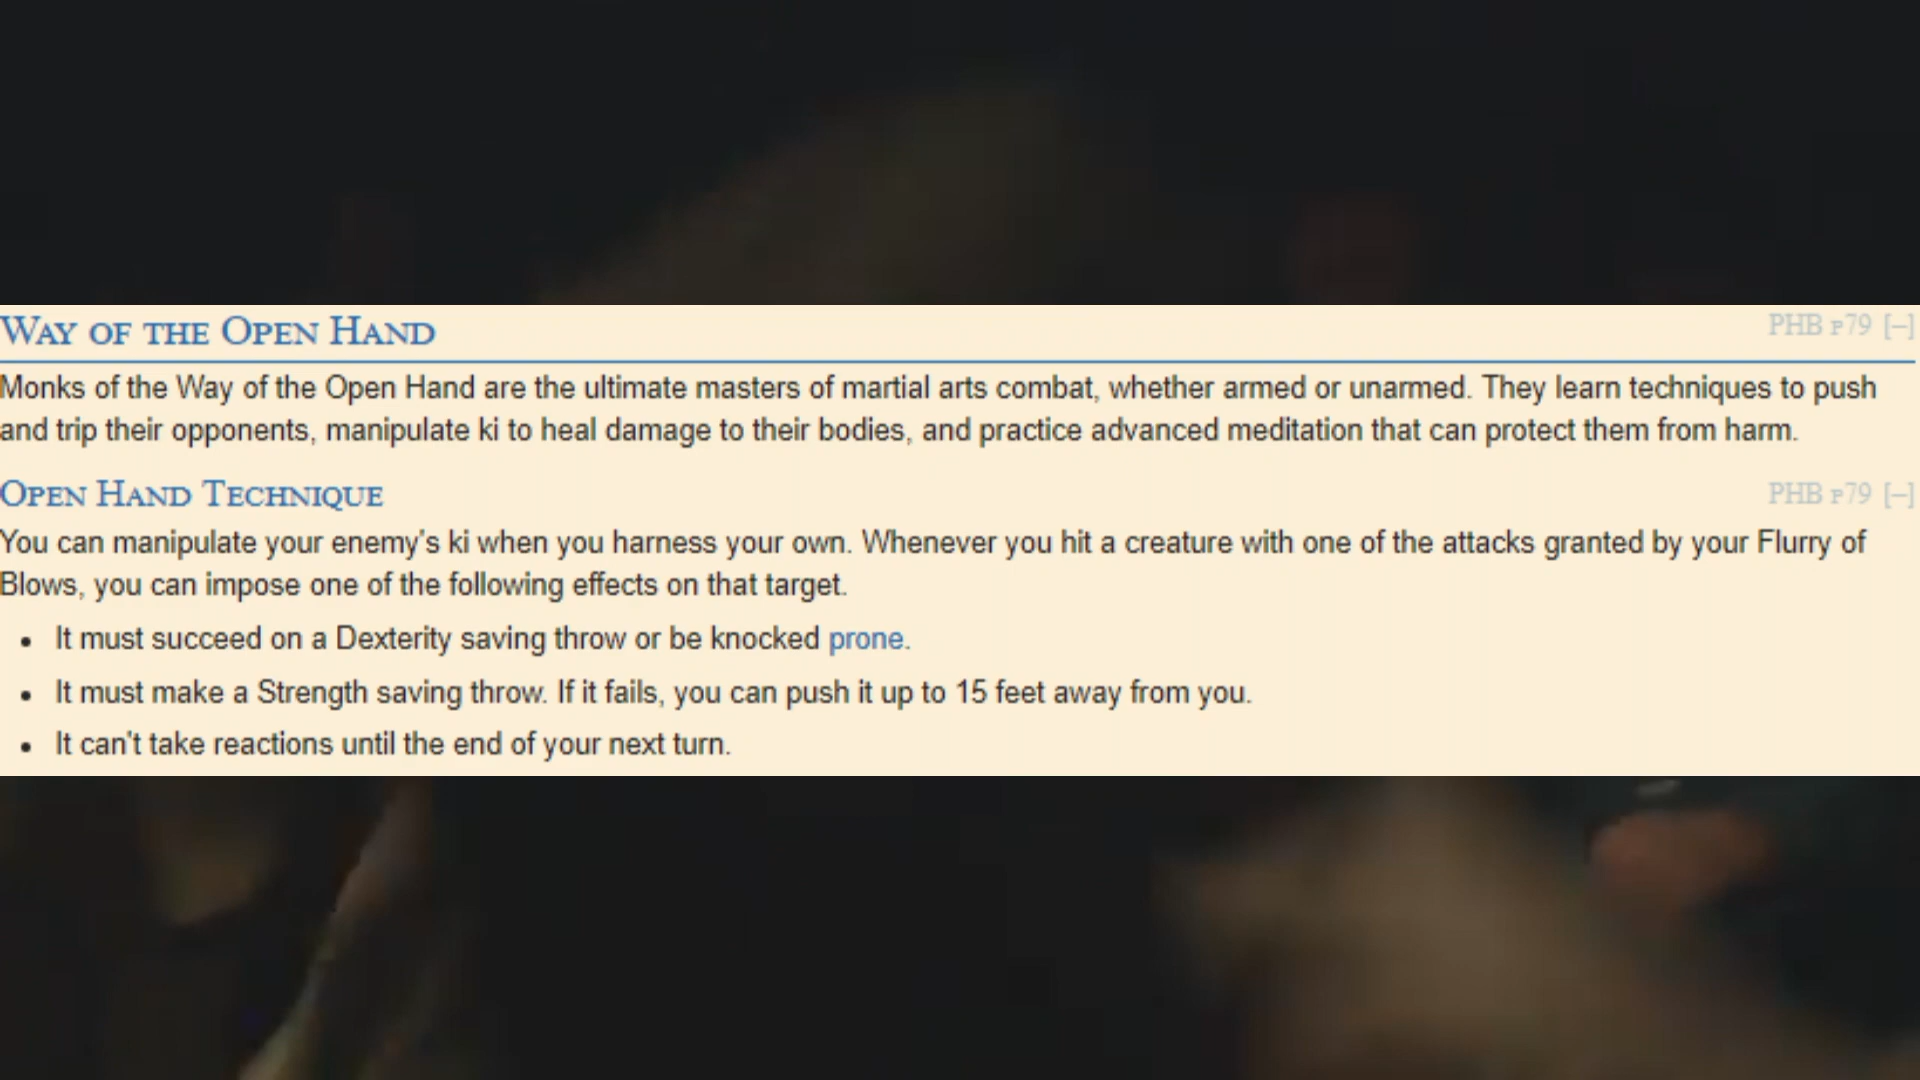 WAY OF THE OPEN HAND PHB P79 [–]
Monks of the Way of the Open Hand are the ultimate masters of martial arts combat, whether armed or unarmed. They learn techniques to push
and trip their opponents, manipulate ki to heal damage to their bodies, and practice advanced meditation that can protect them from harm.
OPEN HAND TECHNIQUE PHB P79 [–]
You can manipulate your enemy's ki when you harness your own. Whenever you hit a creature with one of the attacks granted by your Flurry of
Blows, you can impose one of the following effects on that target.
• It must succeed on a Dexterity saving throw or be knocked prone.
• It must make a Strength saving throw. If it fails, you can push it up to 15 feet away from you.
• It can't take reactions until the end of your next turn.